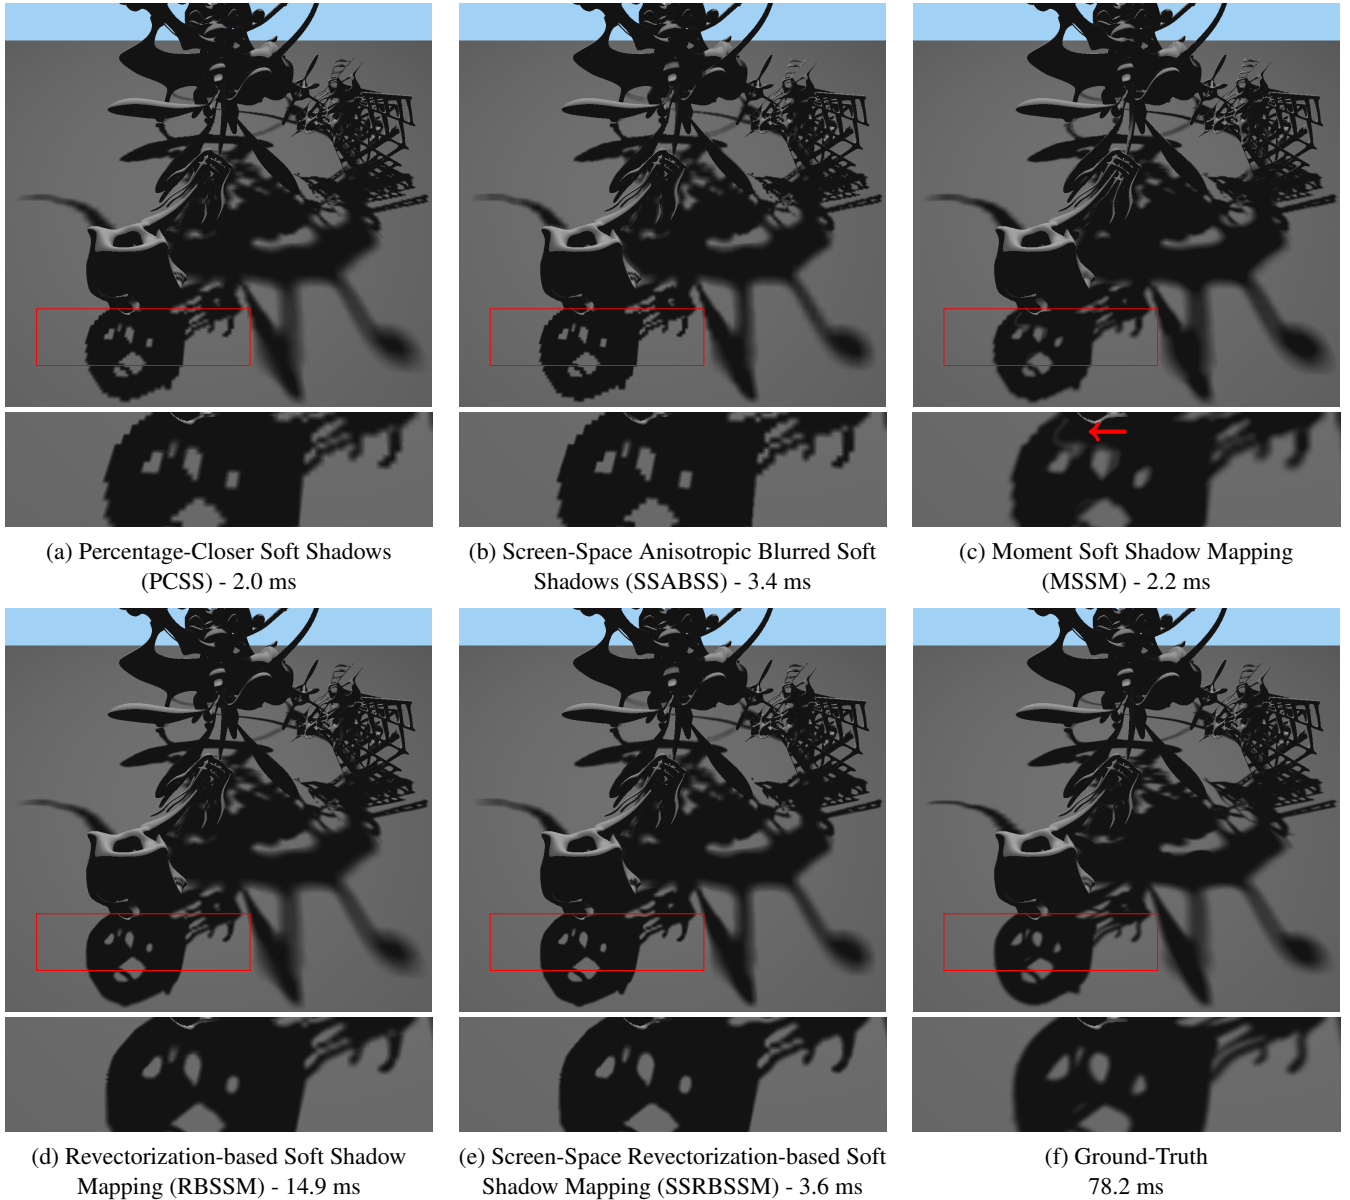 (a) Percentage-Closer Soft Shadows
(PCSS) - 2.0 ms
(b) Screen-Space Anisotropic Blurred Soft
Shadows (SSABSS) - 3.4 ms
(c) Moment Soft Shadow Mapping
(MSSM) - 2.2 ms
(d) Revectorization-based Soft Shadow
Mapping (RBSSM) - 14.9 ms
(e) Screen-Space Revectorization-based Soft
Shadow Mapping (SSRBSSM) - 3.6 ms
(f) Ground-Truth
78.2 ms